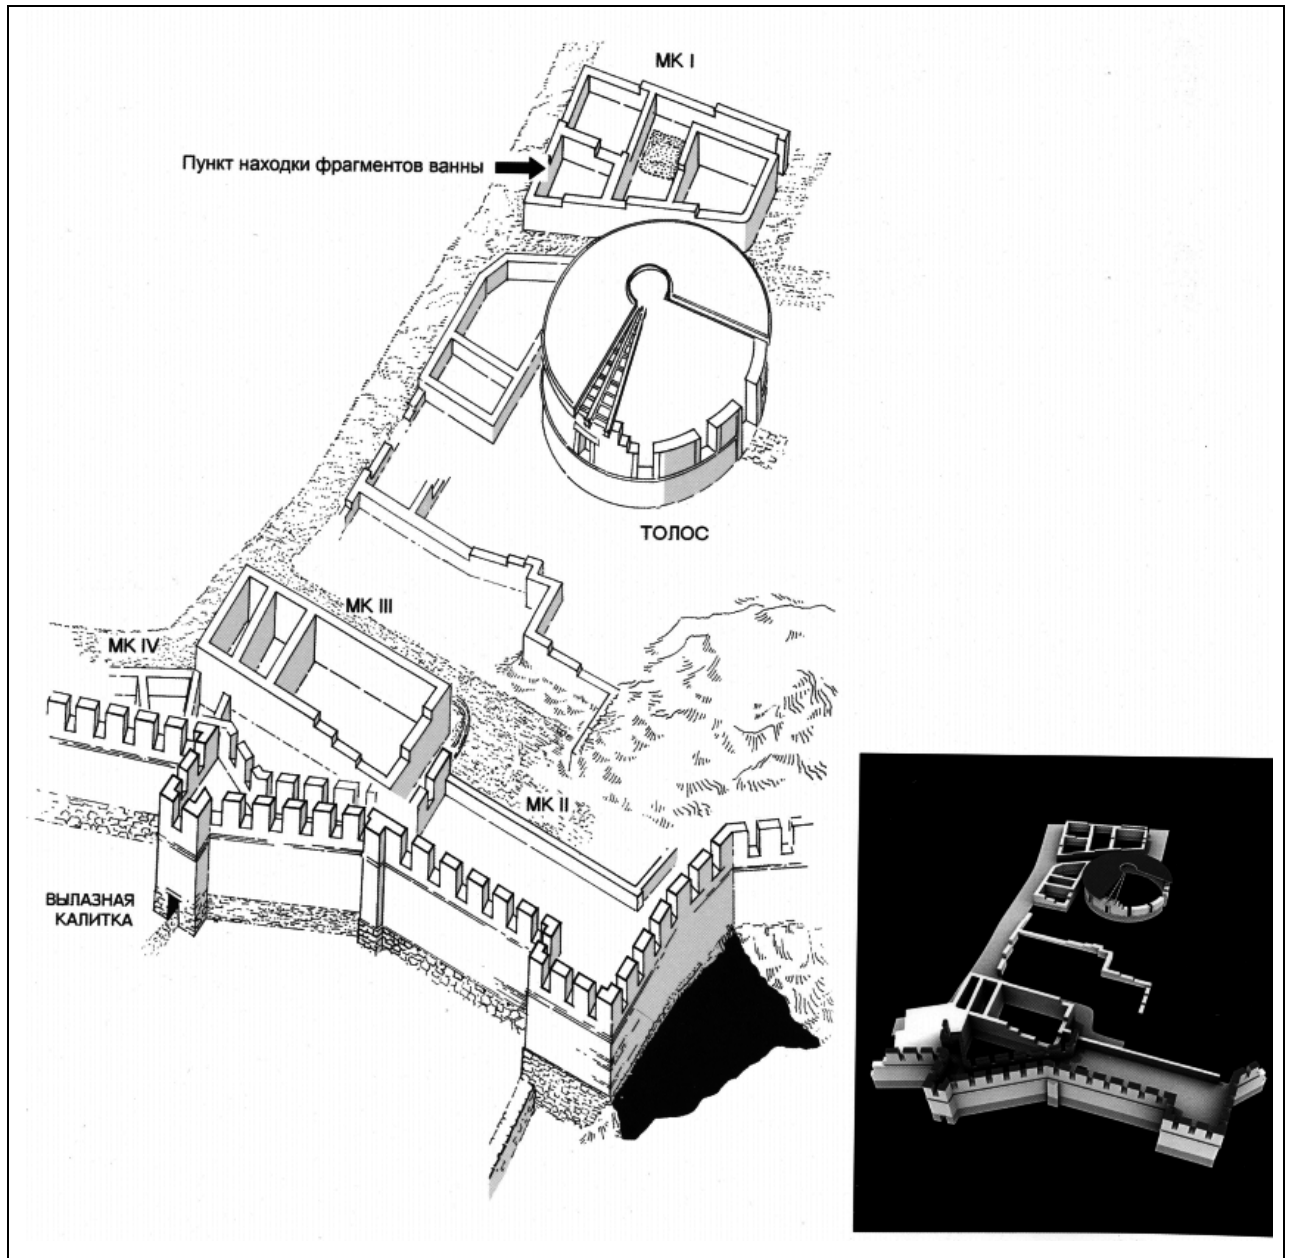 МК I
Пункт находки фрагментов ванны
ТОЛОС
МК III
МК IV
МК II
ВЫЛАЗНАЯ
КАЛИТКА